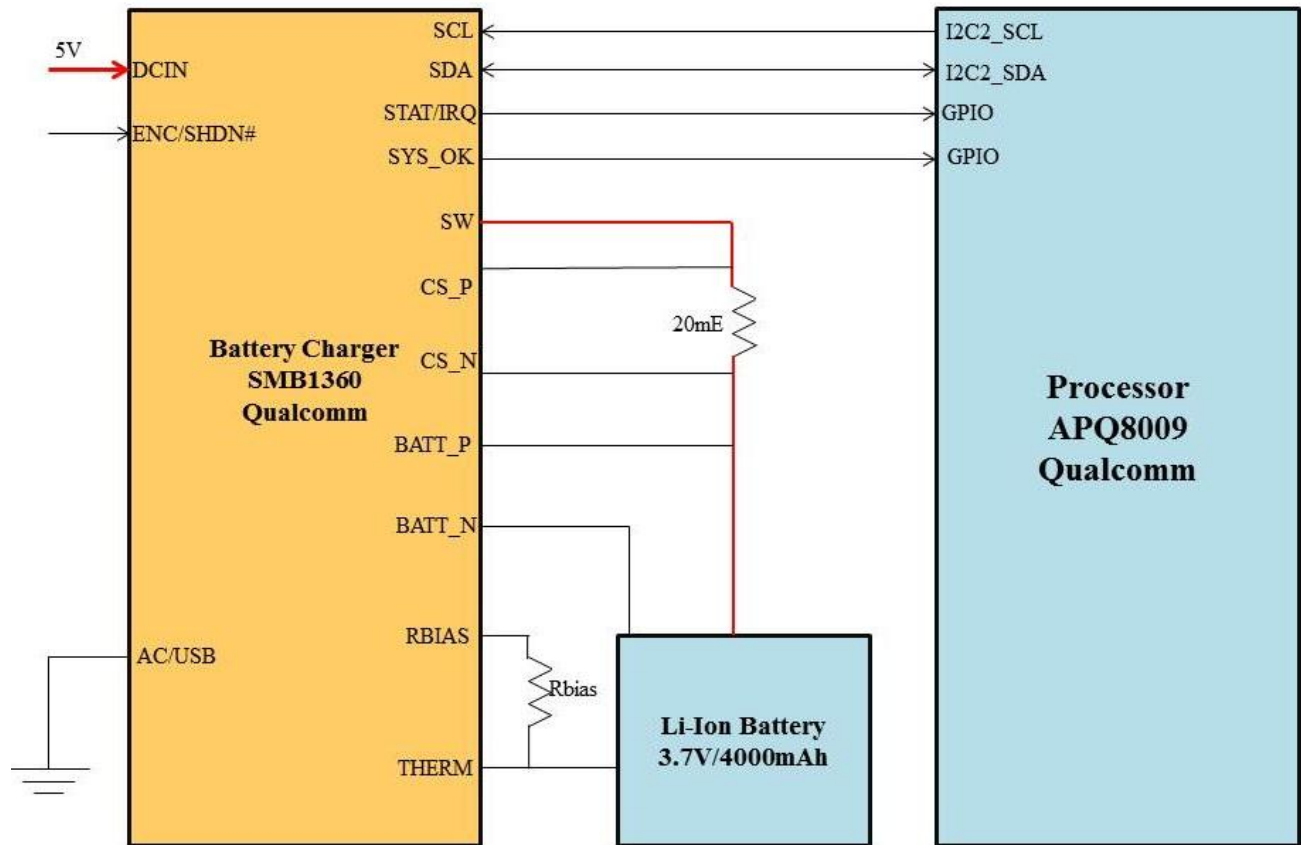 5V
DCIN
ENC/SHDN#
AC/USB
SCL
SDA
STAT/IRQ
SYS_OK
SW
CS_P
CS_N
BATT_P
BATT_N
RBIAS
THERM
Battery Charger
SMB1360
Qualcomm
20mE
Rbias
Li-Ion Battery
3.7V/4000mAh
I2C2_SCL
I2C2_SDA
GPIO
GPIO
Processor
APQ8009
Qualcomm